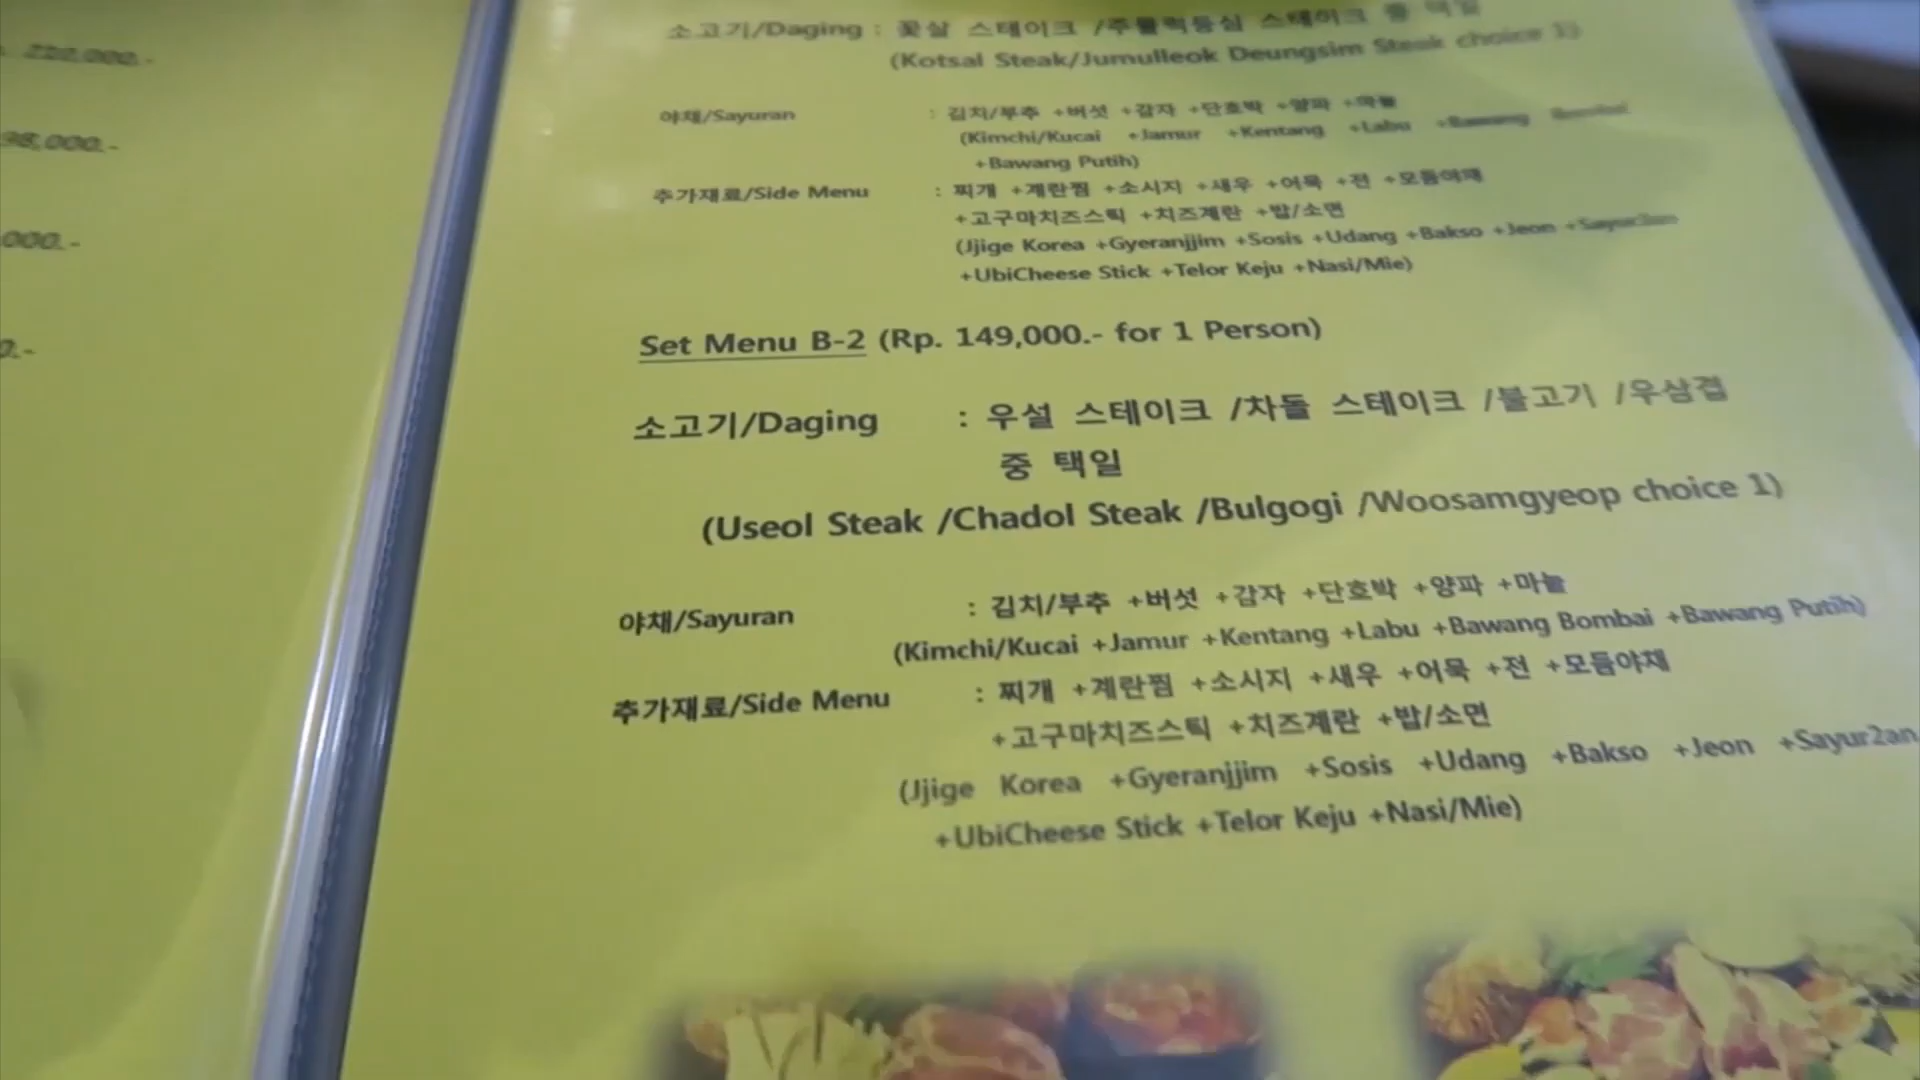 000.-
소고기/Daging : 꽃살 스테이크 /주물럭등심 스테이크 중 택일
(Kotsal Steak/Jumulleok Deungsim Steak choice 1)
야채/Sayuran : 김치/부추 +버섯 +감자 +단호박 +양파 +마늘
(Kimchi/Kucai +Jamur +Kentang +Labu +Bawang Bombai
+Bawang Putih)
추가재료/Side Menu : 찌개 +계란찜 +소시지 +새우 +어묵 +전 +모듬야채
+고구마치즈스틱 +치즈계란 +밥/소면
(Jjige Korea +Gyeranjjim +Sosis +Udang +Bakso +Jeon +Sayur2an
+UbiCheese Stick +Telor Keju +Nasi/Mie)
Set Menu B-2 (Rp. 149,000.- for 1 Person)
소고기/Daging : 우설 스테이크 /차돌 스테이크 /불고기 /우삼겹
중 택일
(Useol Steak /Chadol Steak /Bulgogi /Woosamgyeop choice 1)
야채/Sayuran : 김치/부추 +버섯 +감자 +단호박 +양파 +마늘
(Kimchi/Kucai +Jamur +Kentang +Labu +Bawang Bombai +Bawang Putih)
추가재료/Side Menu : 찌개 +계란찜 +소시지 +새우 +어묵 +전 +모듬야채
+고구마치즈스틱 +치즈계란 +밥/소면
(Jjige Korea +Gyeranjjim +Sosis +Udang +Bakso +Jeon +Sayur2an
+UbiCheese Stick +Telor Keju +Nasi/Mie)